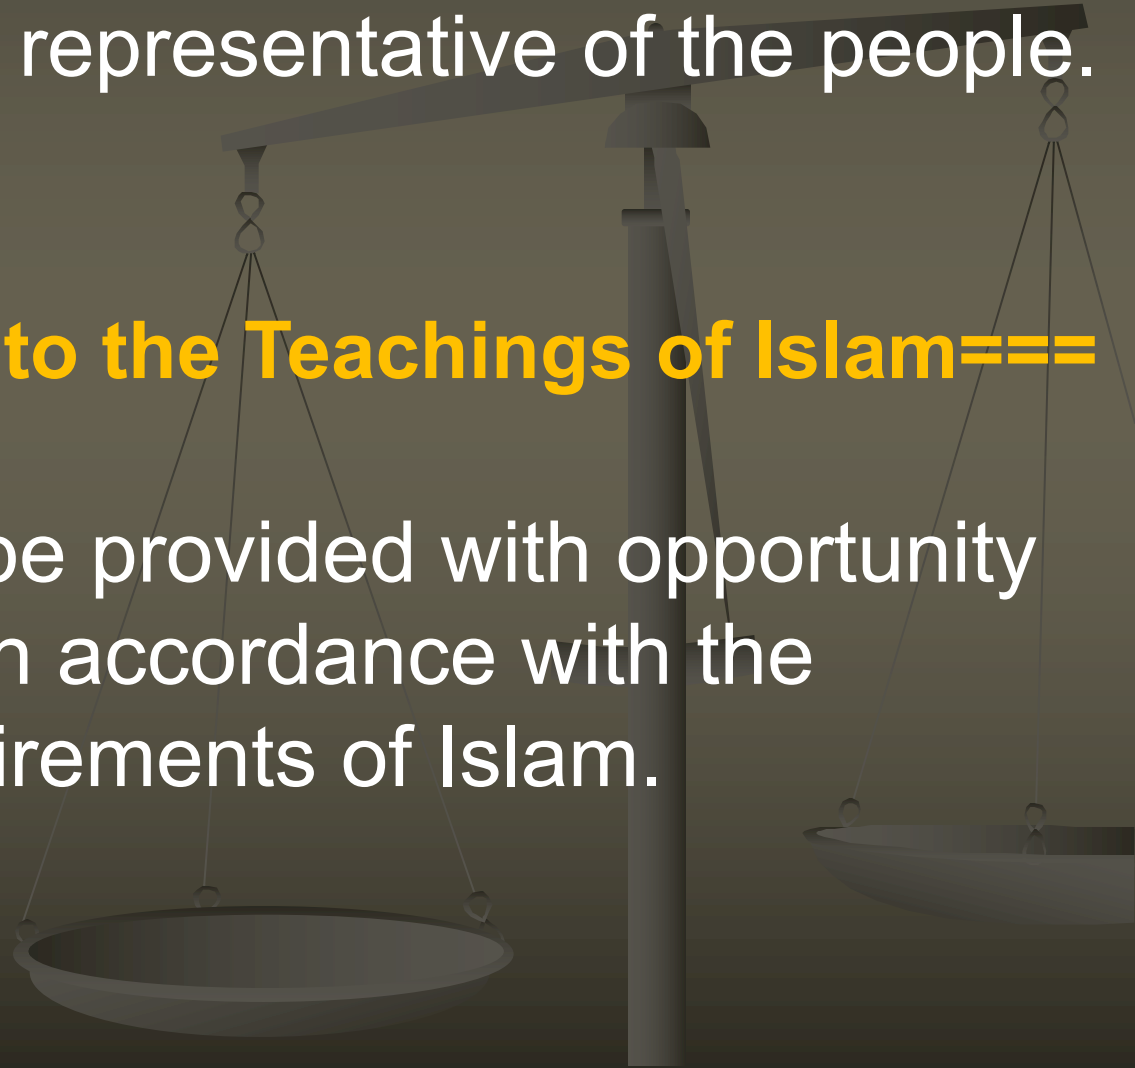 representative of the people.
to the Teachings of Islam===
be provided with opportunity
n accordance with the
irements of Islam.